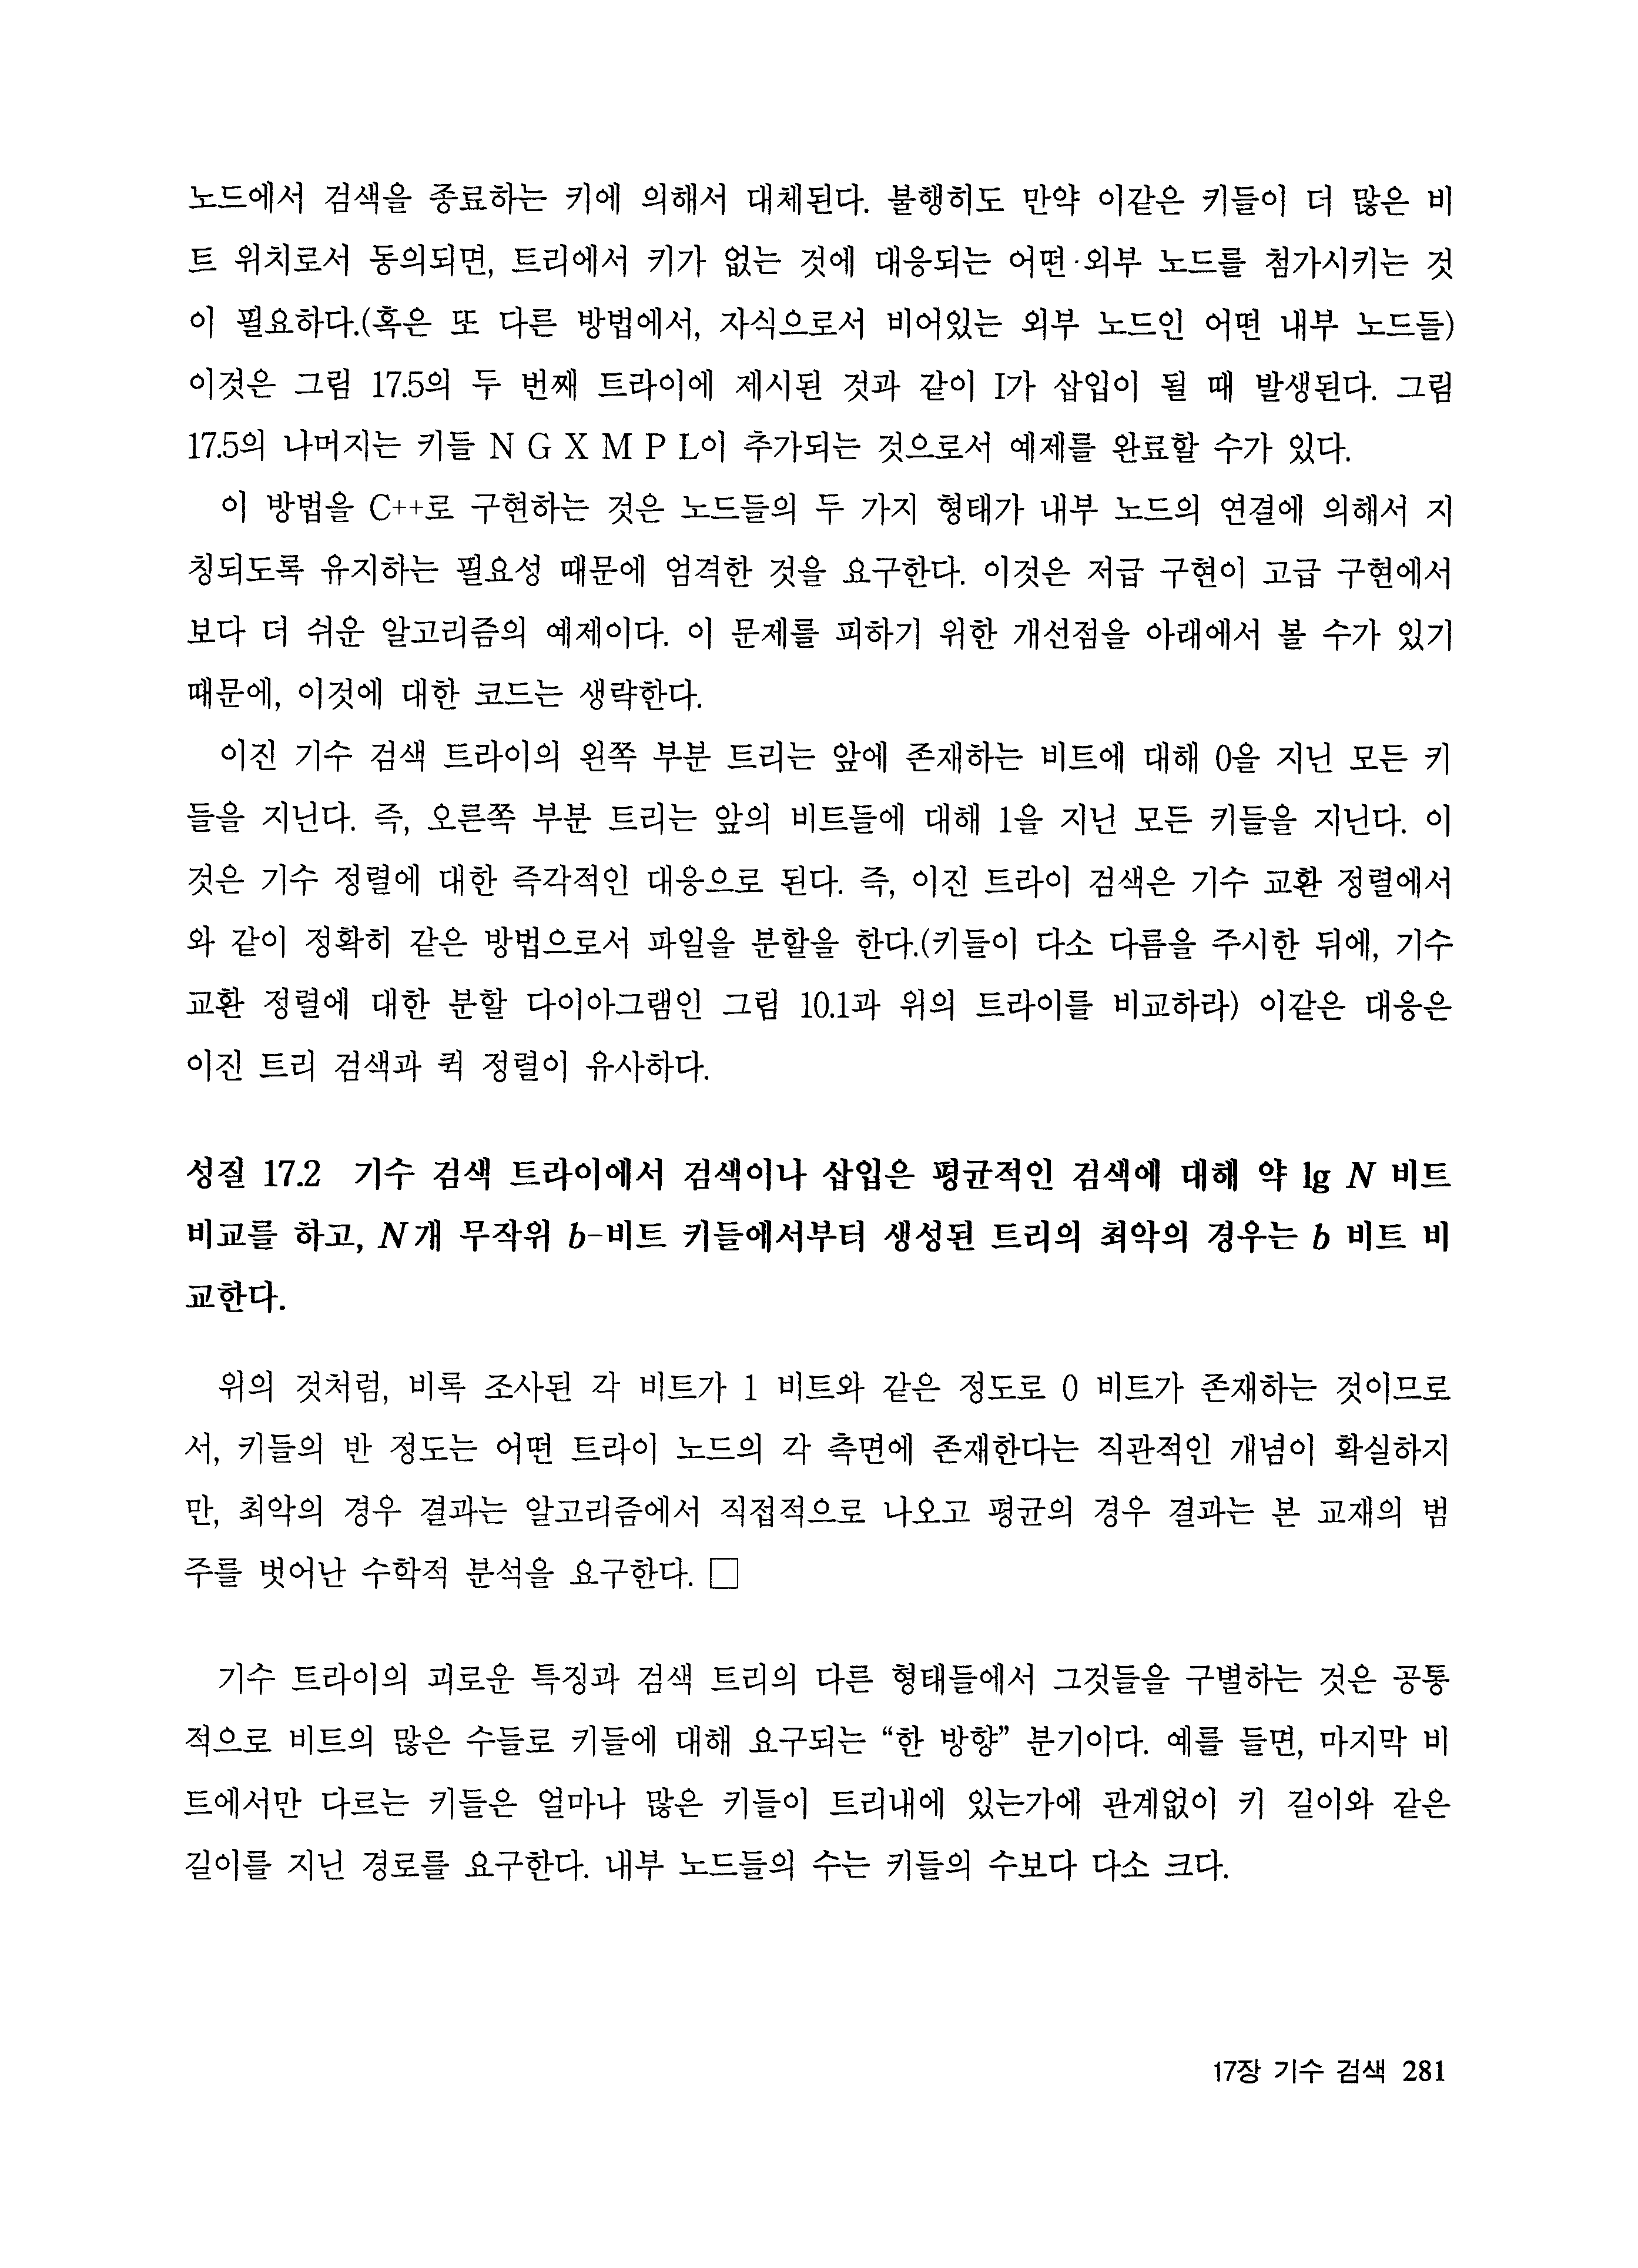 노드에서 검색을 종료하는 키에 의해서 대체된다. 불행히도 만약 이같은 키들이 더 많은 비
트 위치로서 동의되면, 트리에서 키가 없는 것에 대응되는 어떤 외부 노드를 첨가시키는 것
이 필요하다.(혹은 또 다른 방법에서, 자식으로서 비어있는 외부 노드인 어떤 내부 노드들)
이것은 그림 17.5의 두 번째 트라이에 제시된 것과 같이 I가 삽입이 될 때 발생된다. 그림
17.5의 나머지는 키들 N G X M P L이 추가되는 것으로서 예제를 완료할 수가 있다.
이 방법을 C++로 구현하는 것은 노드들의 두 가지 형태가 내부 노드의 연결에 의해서 지
칭되도록 유지하는 필요성 때문에 엄격한 것을 요구한다. 이것은 저급 구현이 고급 구현에서
보다 더 쉬운 알고리즘의 예제이다. 이 문제를 피하기 위한 개선점을 아래에서 볼 수가 있기
때문에, 이것에 대한 코드는 생략한다.
이진 기수 검색 트라이의 왼쪽 부분 트리는 앞에 존재하는 비트에 대해 0을 지닌 모든 키
들을 지닌다. 즉, 오른쪽 부분 트리는 앞의 비트들에 대해 1을 지닌 모든 키들을 지닌다. 이
것은 기수 정렬에 대한 즉각적인 대응으로 된다. 즉, 이진 트라이 검색은 기수 교환 정렬에서
와 같이 정확히 같은 방법으로서 파일을 분할을 한다.(키들이 다소 다름을 주시한 뒤에, 기수
교환 정렬에 대한 분할 다이아그램인 그림 10.1과 위의 트라이를 비교하라) 이같은 대응은
이진 트리 검색과 퀵 정렬이 유사하다.
성질 17.2 기수 검색 트라이에서 검색이나 삽입은 평균적인 검색에 대해 약 lg N 비트
비교를 하고, N개 무작위 b-비트 키들에서부터 생성된 트리의 최악의 경우는 b 비트 비
교한다.
위의 것처럼, 비록 조사된 각 비트가 1 비트와 같은 정도로 0 비트가 존재하는 것이므로
서, 키들의 반 정도는 어떤 트라이 노드의 각 측면에 존재한다는 직관적인 개념이 확실하지
만, 최악의 경우 결과는 알고리즘에서 직접적으로 나오고 평균의 경우 결과는 본 교재의 범
주를 벗어난 수학적 분석을 요구한다. □
기수 트라이의 괴로운 특징과 검색 트리의 다른 형태들에서 그것들을 구별하는 것은 공통
적으로 비트의 많은 수들로 키들에 대해 요구되는 “한 방향” 분기이다. 예를 들면, 마지막 비
트에서만 다르는 키들은 얼마나 많은 키들이 트리내에 있는가에 관계없이 키 길이와 같은
길이를 지닌 경로를 요구한다. 내부 노드들의 수는 키들의 수보다 다소 크다.
17장 기수 검색 281